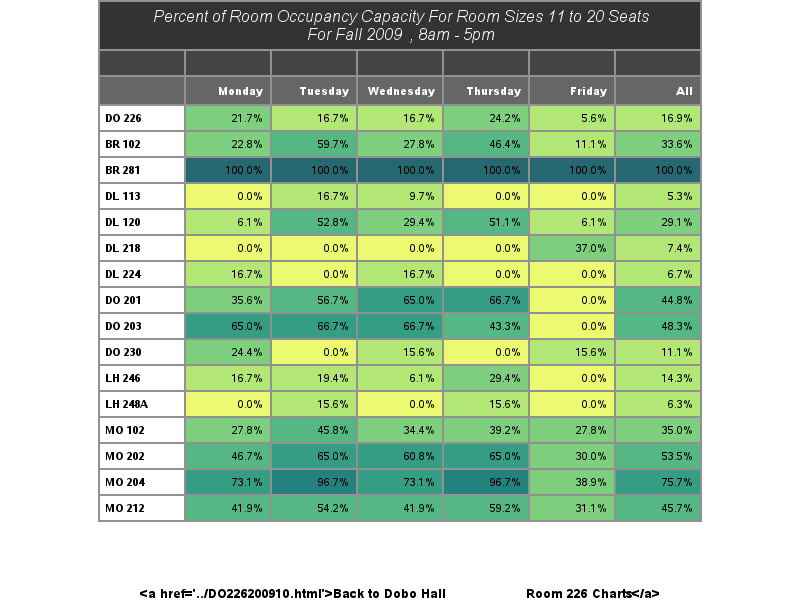 Percent of Room Occupancy Capacity For Room Sizes 11 to 20 Seats
For Fall 2009 , 8am - 5pm
Monday Tuesday Wednesday Thursday Friday All
DO 226 21.7% 16.7% 16.7% 24.2% 5.6% 16.9%
BR 102 22.8% 59.7% 27.8% 46.4% 11.1% 33.6%
BR 281 100.0% 100.0% 100.0% 100.0% 100.0% 100.0%
DL 113 0.0% 16.7% 9.7% 0.0% 0.0% 5.3%
DL 120 6.1% 52.8% 29.4% 51.1% 6.1% 29.1%
DL 218 0.0% 0.0% 0.0% 0.0% 37.0% 7.4%
DL 224 16.7% 0.0% 16.7% 0.0% 0.0% 6.7%
DO 201 35.6% 56.7% 65.0% 66.7% 0.0% 44.8%
DO 203 65.0% 66.7% 66.7% 43.3% 0.0% 48.3%
DO 230 24.4% 0.0% 15.6% 0.0% 15.6% 11.1%
LH 246 16.7% 19.4% 6.1% 29.4% 0.0% 14.3%
LH 248A 0.0% 15.6% 0.0% 15.6% 0.0% 6.3%
MO 102 27.8% 45.8% 34.4% 39.2% 27.8% 35.0%
MO 202 46.7% 65.0% 60.8% 65.0% 30.0% 53.5%
MO 204 73.1% 96.7% 73.1% 96.7% 38.9% 75.7%
MO 212 41.9% 54.2% 41.9% 59.2% 31.1% 45.7%
<a href='../DO226200910.html'>Back to Dobo Hall Room 226 Charts</a>